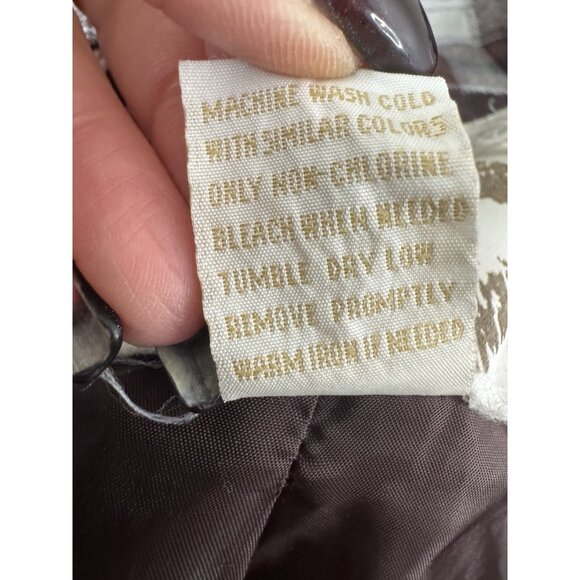 MACHINE WASH COLD
WITH SIMILAR COLORS
ONLY NON-CHLORINE
BLEACH WHEN NEEDED
TUMBLE DRY LOW
REMOVE PROMPTLY
WARM IRON IF NEEDED